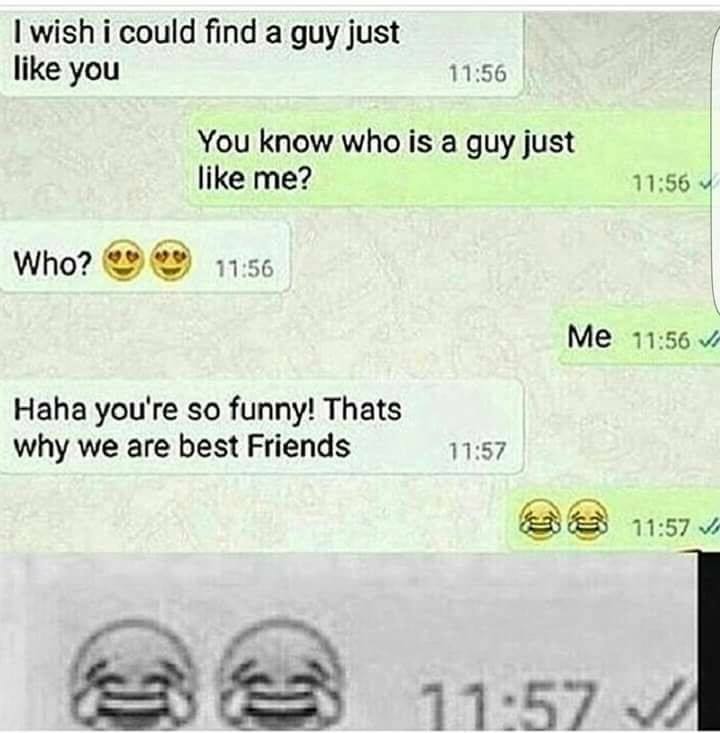 I wish i could find a guy just
like you
11:56
You know who is a guy just
like me?
11:56
Who? 😍😍 11:56
Me 11:56
Haha you're so funny! Thats
why we are best Friends
11:57
😂😂 11:57
😂😂 11:57